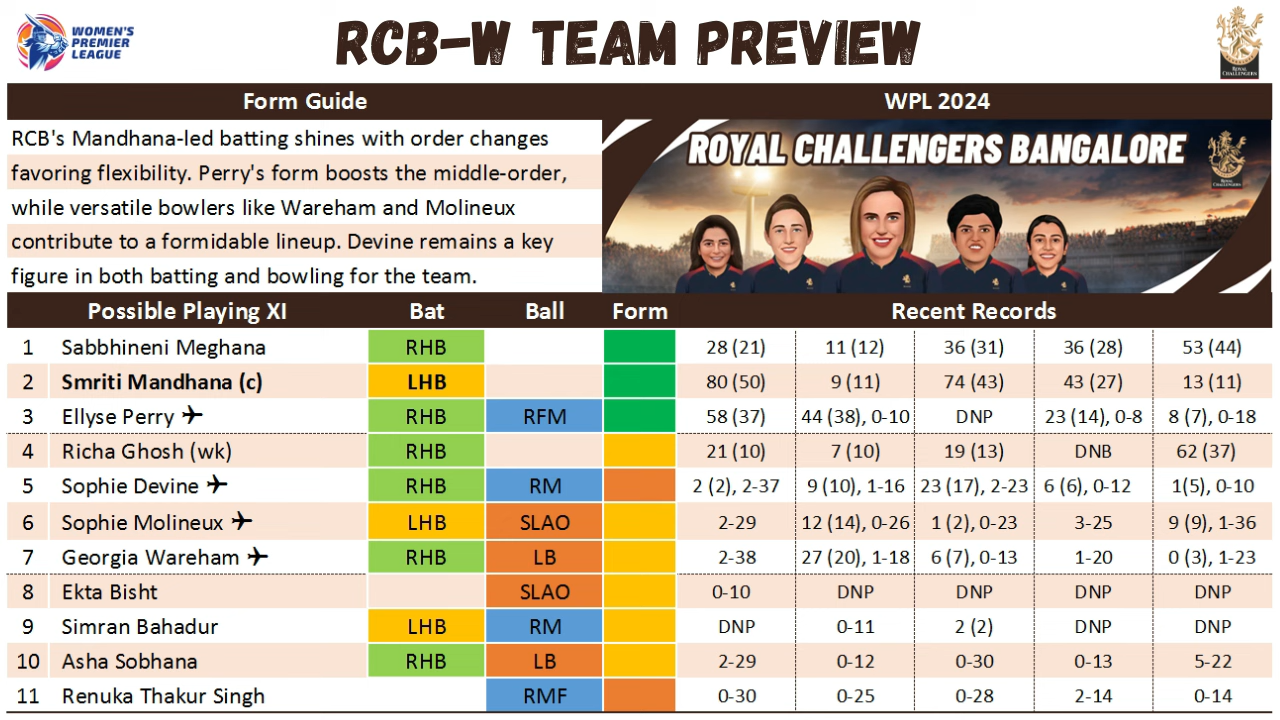 WOMEN'S
PREMIER
LEAGUE
RCB-W TEAM PREVIEW
ROYAL
CHALLENGERS
Form Guide
WPL 2024
RCB's Mandhana-led batting shines with order changes
favoring flexibility. Perry's form boosts the middle-order,
while versatile bowlers like Wareham and Molineux
contribute to a formidable lineup. Devine remains a key
figure in both batting and bowling for the team.
ROYAL CHALLENGERS BANGALORE
ROYAL
CHALLENGERS
Possible Playing XI Bat Ball Form Recent Records
1 Sabbhineni Meghana RHB 28 (21) 11 (12) 36 (31) 36 (28) 53 (44)
2 Smriti Mandhana (c) LHB 80 (50) 9 (11) 74 (43) 43 (27) 13 (11)
3 Ellyse Perry RHB RFM 58 (37) 44 (38), 0-10 DNP 23 (14), 0-8 8 (7), 0-18
4 Richa Ghosh (wk) RHB 21 (10) 7 (10) 19 (13) DNB 62 (37)
5 Sophie Devine RHB RM 2 (2), 2-37 9 (10), 1-16 23 (17), 2-23 6 (6), 0-12 1(5), 0-10
6 Sophie Molineux LHB SLAO 2-29 12 (14), 0-26 1 (2), 0-23 3-25 9 (9), 1-36
7 Georgia Wareham RHB LB 2-38 27 (20), 1-18 6 (7), 0-13 1-20 0 (3), 1-23
8 Ekta Bisht SLAO 0-10 DNP DNP DNP DNP
9 Simran Bahadur LHB RM DNP 0-11 2 (2) DNP DNP
10 Asha Sobhana RHB LB 2-29 0-12 0-30 0-13 5-22
11 Renuka Thakur Singh RMF 0-30 0-25 0-28 2-14 0-14